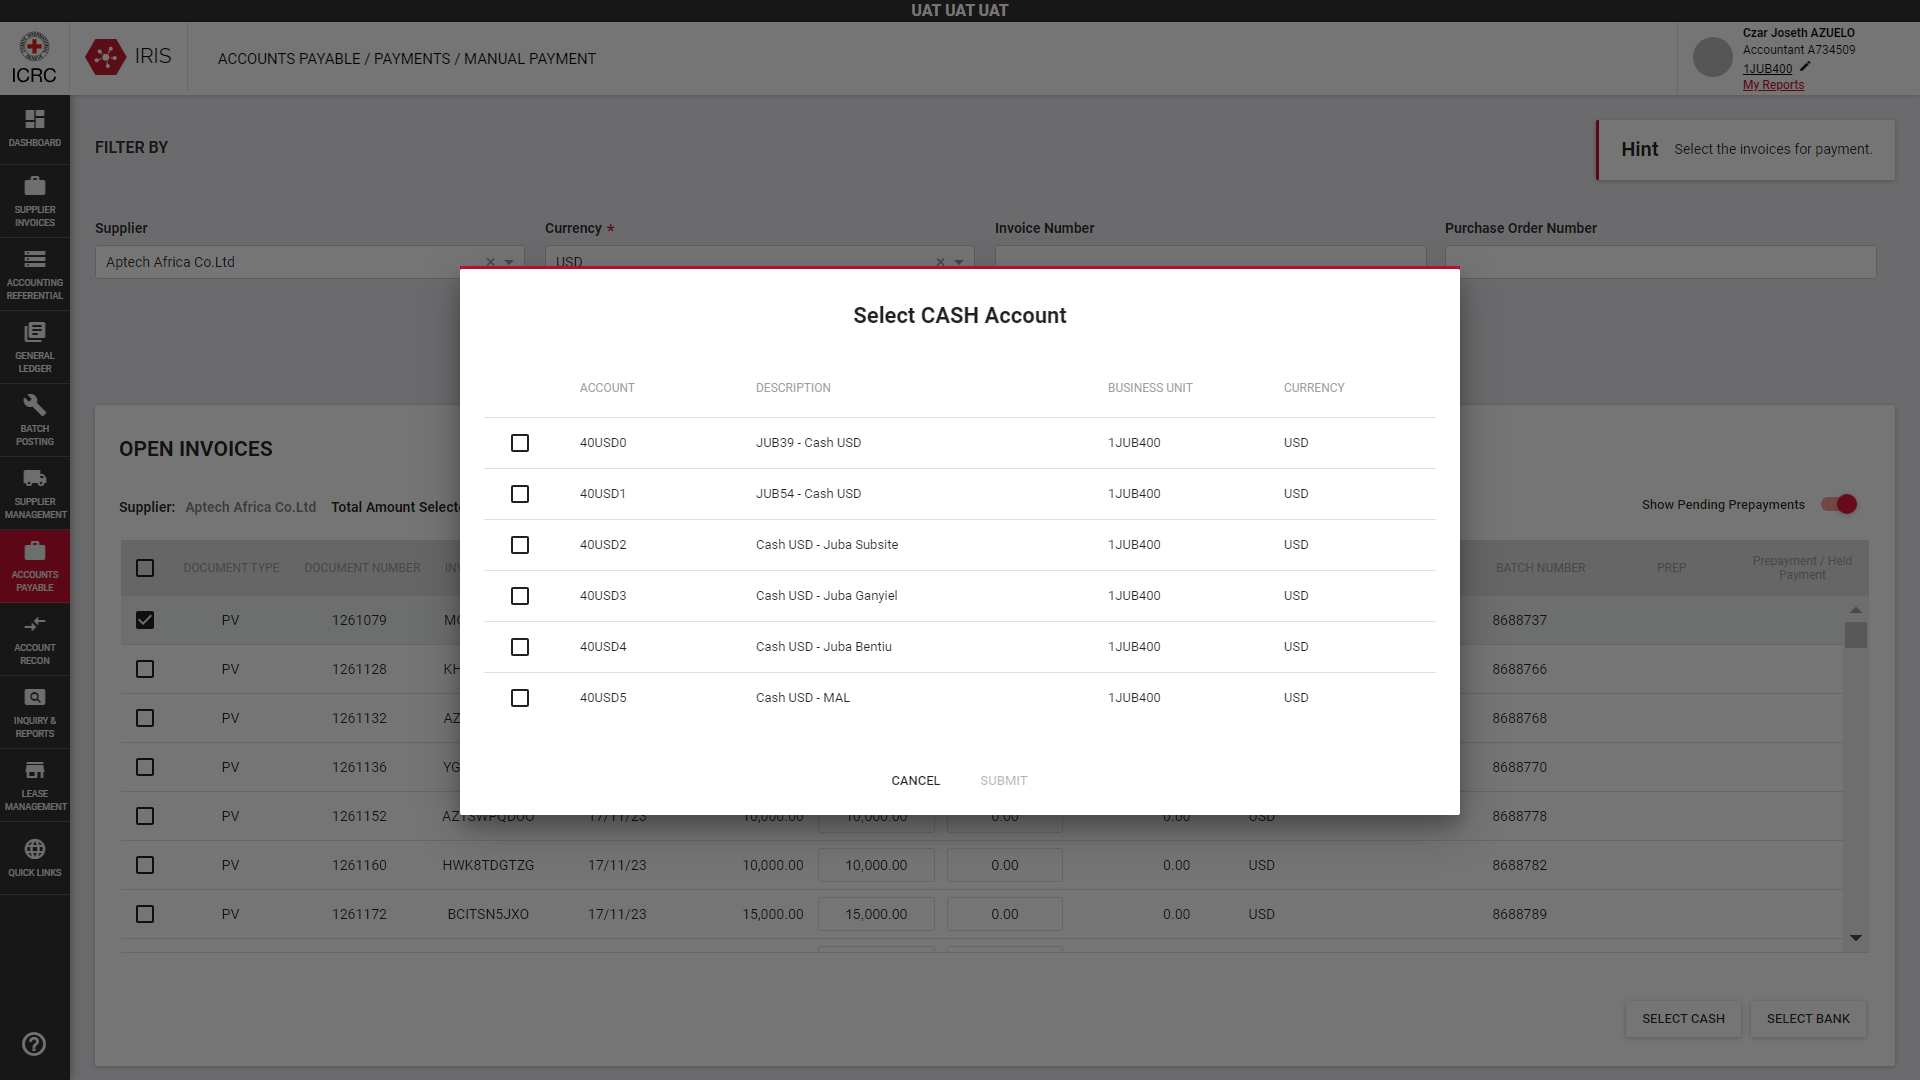 UAT UAT UAT
ICRC
IRIS
ACCOUNTS PAYABLE / PAYMENTS / MANUAL PAYMENT
Czar Joseth AZUELO
Accountant A734509
1JUB400
My Reports
DASHBOARD
SUPPLIER INVOICES
ACCOUNTING REFERENTIAL
GENERAL LEDGER
BATCH POSTING
SUPPLIER MANAGEMENT
ACCOUNTS PAYABLE
ACCOUNT RECON
INQUIRY & REPORTS
LEASE MANAGEMENT
QUICK LINKS
FILTER BY
Hint Select the invoices for payment.
Supplier Currency * Invoice Number Purchase Order Number
Aptech Africa Co.Ltd USD
Select CASH Account
ACCOUNT DESCRIPTION BUSINESS UNIT CURRENCY
40USD0 JUB39 - Cash USD 1JUB400 USD
40USD1 JUB54 - Cash USD 1JUB400 USD
40USD2 Cash USD - Juba Subsite 1JUB400 USD
40USD3 Cash USD - Juba Ganyiel 1JUB400 USD
40USD4 Cash USD - Juba Bentiu 1JUB400 USD
40USD5 Cash USD - MAL 1JUB400 USD
CANCEL SUBMIT
OPEN INVOICES
Supplier: Aptech Africa Co.Ltd Total Amount Selecte
Show Pending Prepayments
DOCUMENT TYPE DOCUMENT NUMBER BATCH NUMBER PREP Prepayment / Held Payment
PV 1261079 8688737
PV 1261128 KH 8688766
PV 1261132 AZ 8688768
PV 1261136 YG 8688770
PV 1261152 AZ1SWPQDUO 17/11/23 10,000.00 10,000.00 0.00 0.00 USD 8688778
PV 1261160 HWK8TDGTZG 17/11/23 10,000.00 10,000.00 0.00 0.00 USD 8688782
PV 1261172 BCITSN5JXO 17/11/23 15,000.00 15,000.00 0.00 0.00 USD 8688789
SELECT CASH SELECT BANK